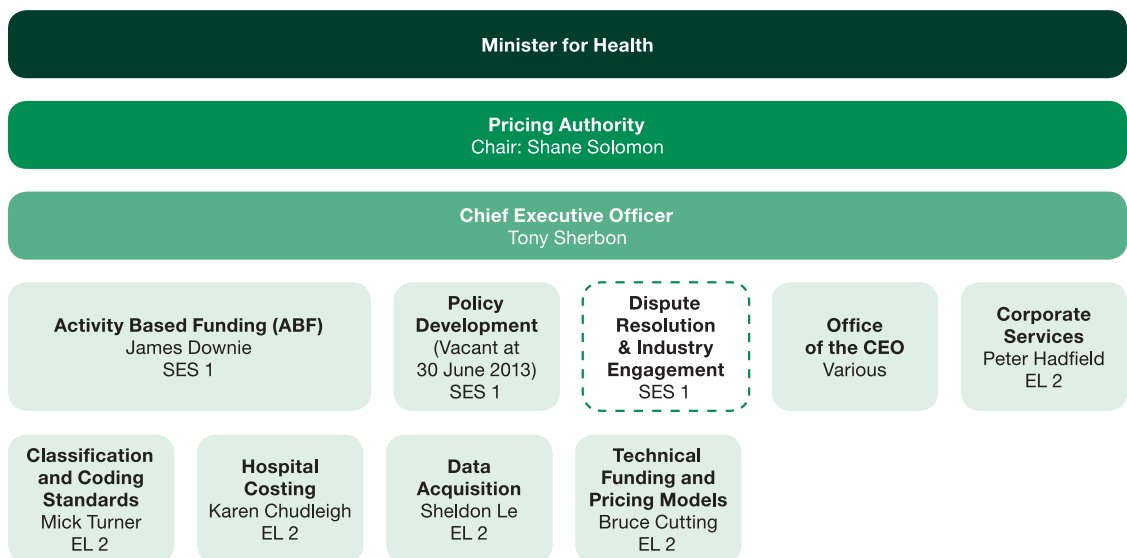 Minister for Health
Pricing Authority
Chair: Shane Solomon
Chief Executive Officer
Tony Sherbon
Activity Based Funding (ABF)
James Downie
SES 1
Policy
Development
(Vacant at
30 June 2013)
SES 1
Dispute
Resolution
& Industry
Engagement
SES 1
Office
of the CEO
Various
Corporate
Services
Peter Hadfield
EL 2
Classification
and Coding
Standards
Mick Turner
EL 2
Hospital
Costing
Karen Chudleigh
EL 2
Data
Acquisition
Sheldon Le
EL 2
Technical
Funding and
Pricing Models
Bruce Cutting
EL 2